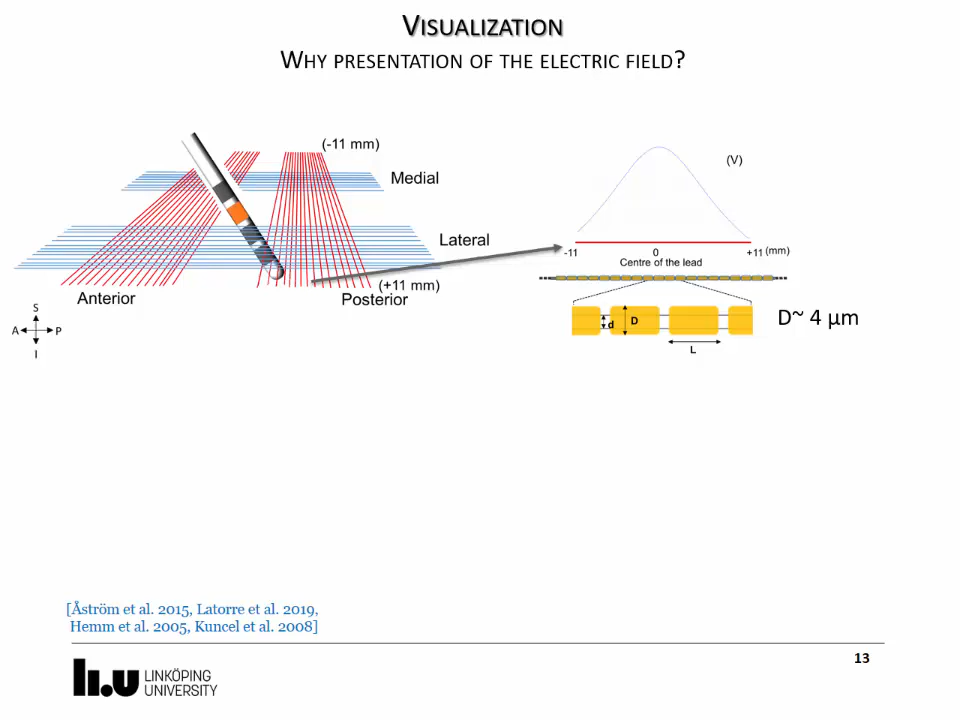 VISUALIZATION
WHY PRESENTATION OF THE ELECTRIC FIELD?
(-11 mm)
Medial
Lateral
(+11 mm)
Anterior
Posterior
S
A
P
I
(V)
-11
0
+11 (mm)
Centre of the lead
d
D
L
D~ 4 µm
[Åström et al. 2015, Latorre et al. 2019,
Hemm et al. 2005, Kuncel et al. 2008]
13
li.u LINKÖPING
UNIVERSITY